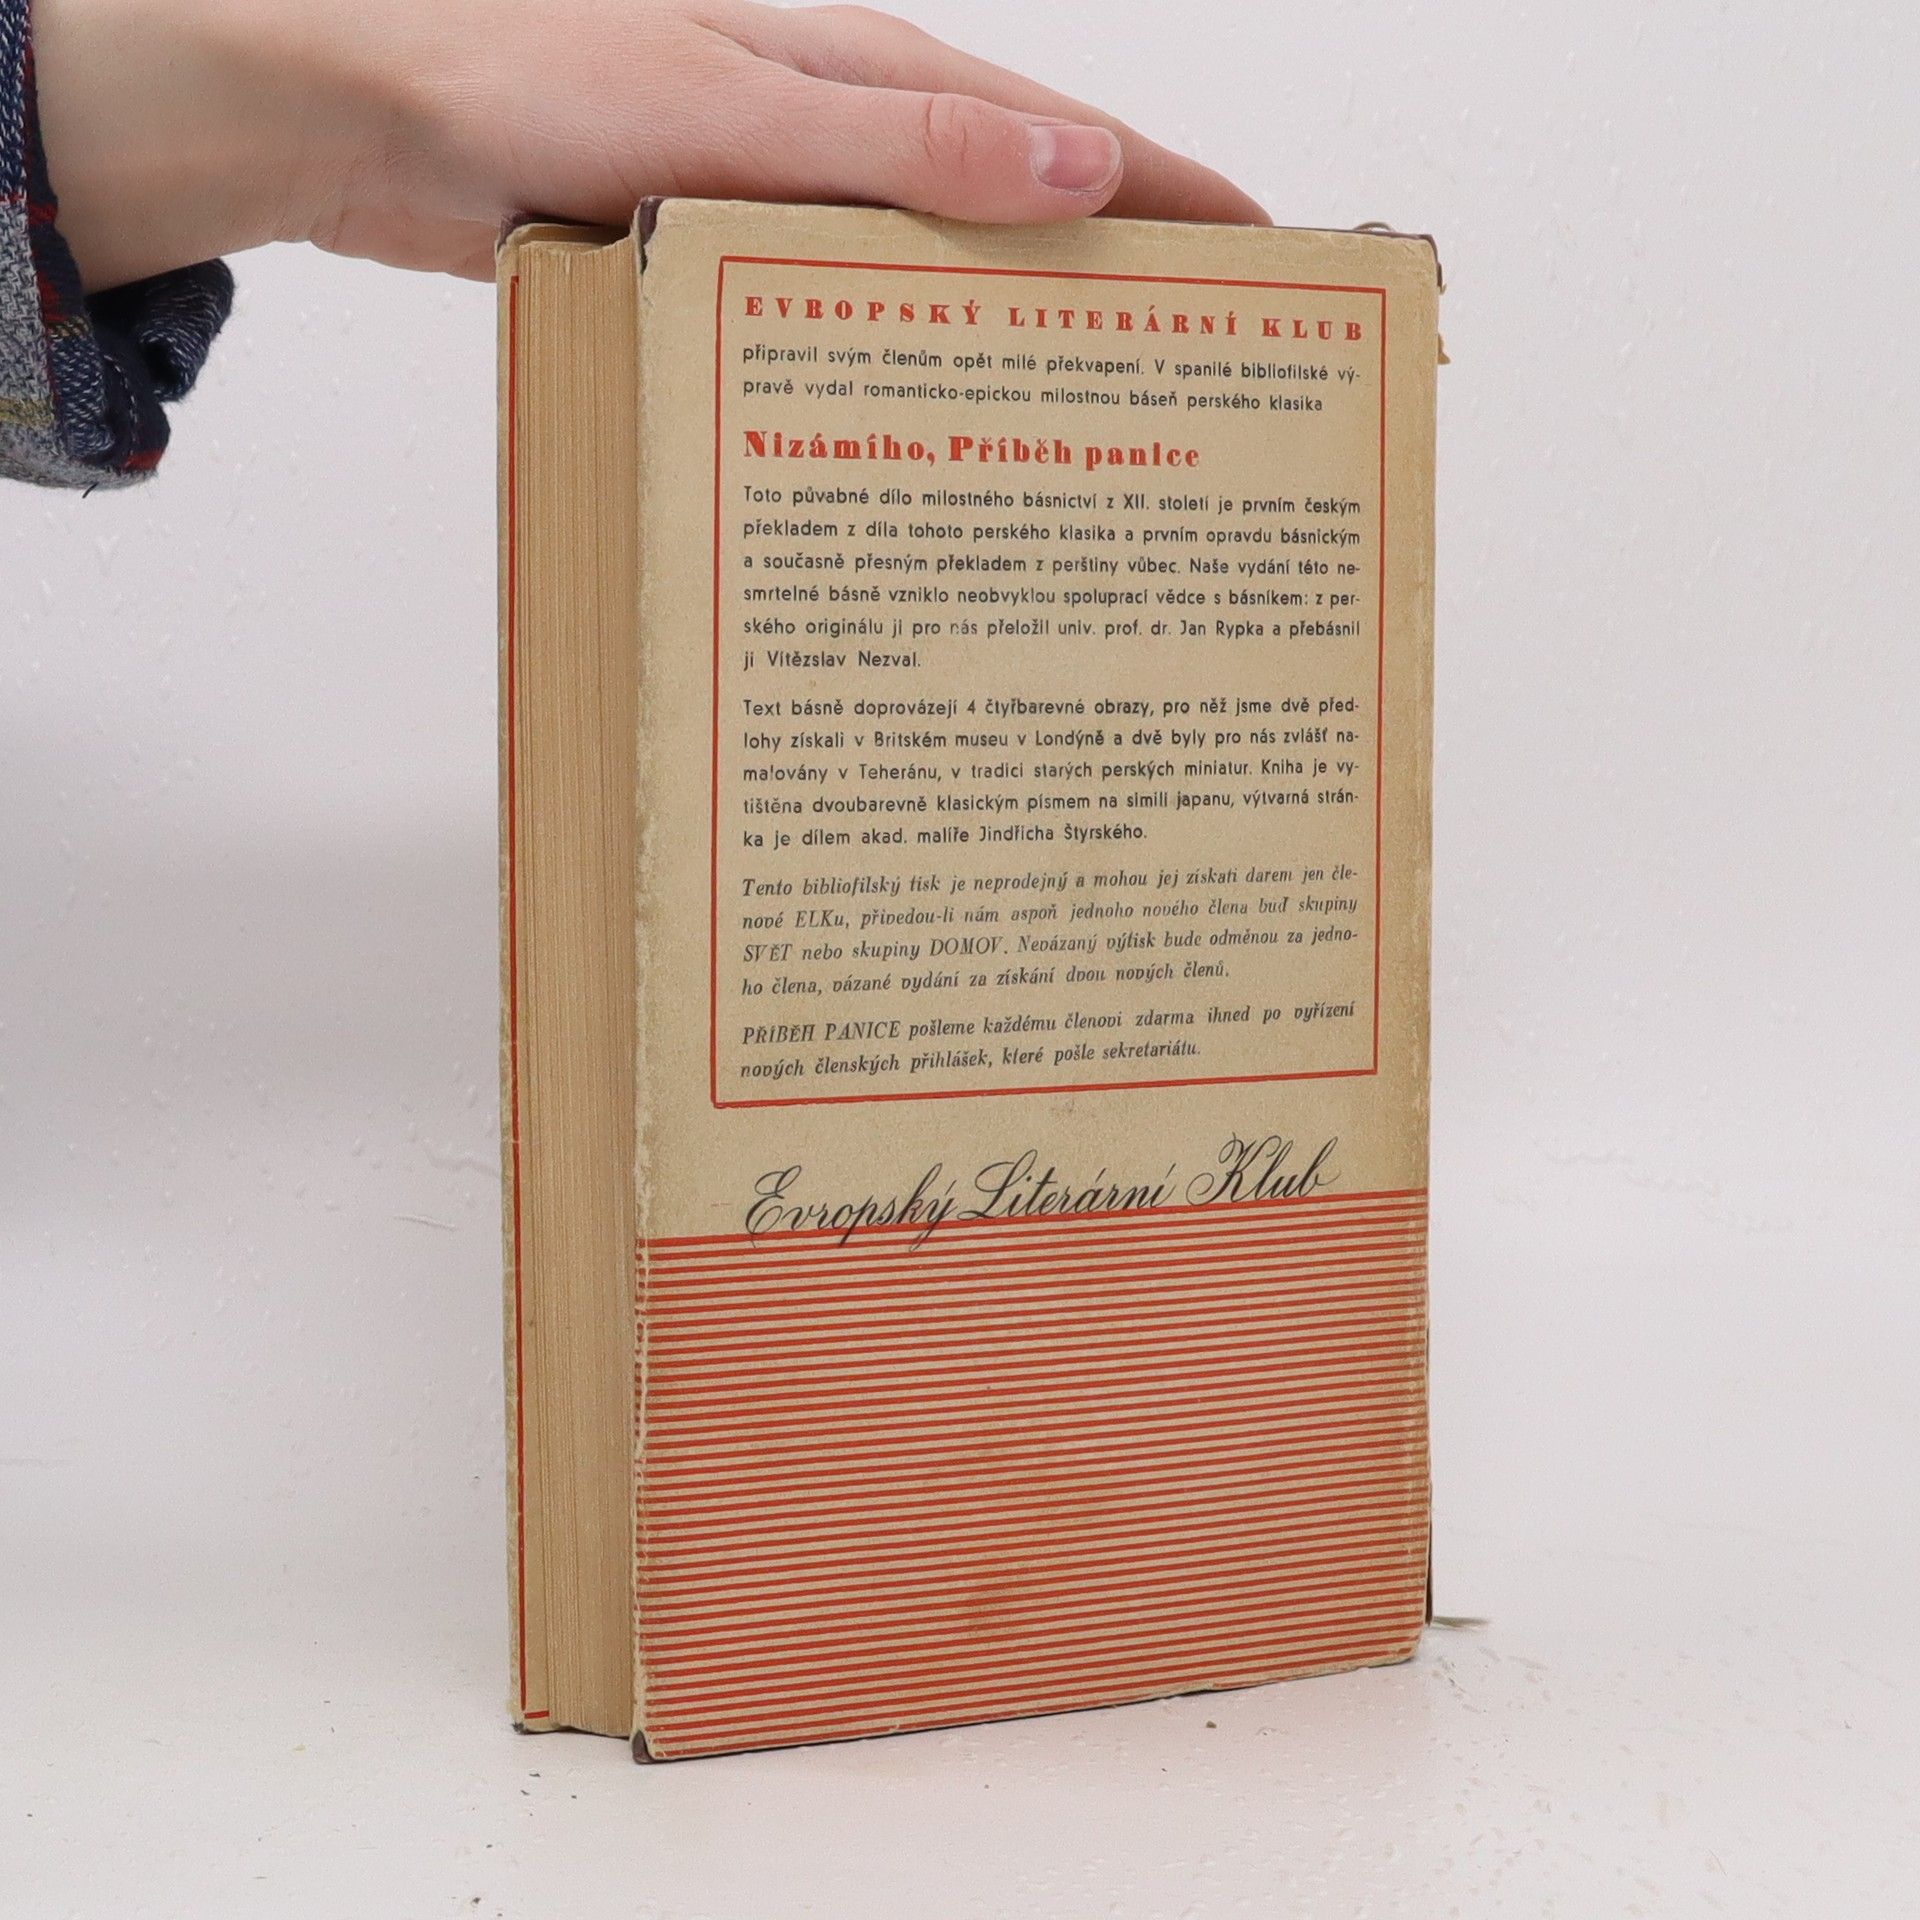 EVROPSKÝ LITERÁRNÍ KLUB
připravil svým členům opět milé překvapení. V spanilé bibliofilské vý-
pravě vydal romanticko-epickou milostnou báseň perského klasika
Nizámího, Příběh panice
Toto půvabné dílo milostného básnictví z XII. století je prvním českým
překladem z díla tohoto perského klasika a prvním opravdu básnickým
a současně přesným překladem z perštiny vůbec. Naše vydání této ne-
smrtelné básně vzniklo neobvyklou spoluprací vědce s básníkem: z per-
ského originálu ji pro nás přeložil univ. prof. dr. Jan Rypka a přebásnil
ji Vítězslav Nezval.
Text básně doprovázejí 4 čtyřbarevné obrazy, pro něž jsme dvě před-
lohy získali v Britském museu v Londýně a dvě byly pro nás zvlášť na-
malovány v Teheránu, v tradici starých perských miniatur. Kniha je vy-
tištěna dvoubarevně klasickým písmem na simili japanu, výtvarná strán-
ka je dílem akad. malíře Jindřicha Štyrského.
Tento bibliofilský tisk je neprodejný a mohou jej získati darem jen čle-
nové ELKu, přivedou-li nám aspoň jednoho nového člena buď skupiny
SVĚT nebo skupiny DOMOV. Nevázaný výtisk bude odměnou za jedno-
ho člena, vázané vydání za získání dvou nových členů.
PŘÍBĚH PANICE pošleme každému členovi zdarma ihned po vyřízení
nových členských přihlášek, které pošle sekretariátu.
Evropský Literární Klub